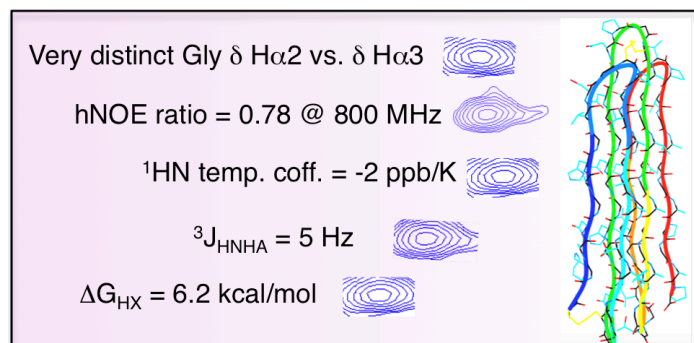 Very distinct Gly δ Hα2 vs. δ Hα3
hNOE ratio = 0.78 @ 800 MHz
¹HN temp. coff. = -2 ppb/K
³J_HNHA = 5 Hz
ΔG_HX = 6.2 kcal/mol